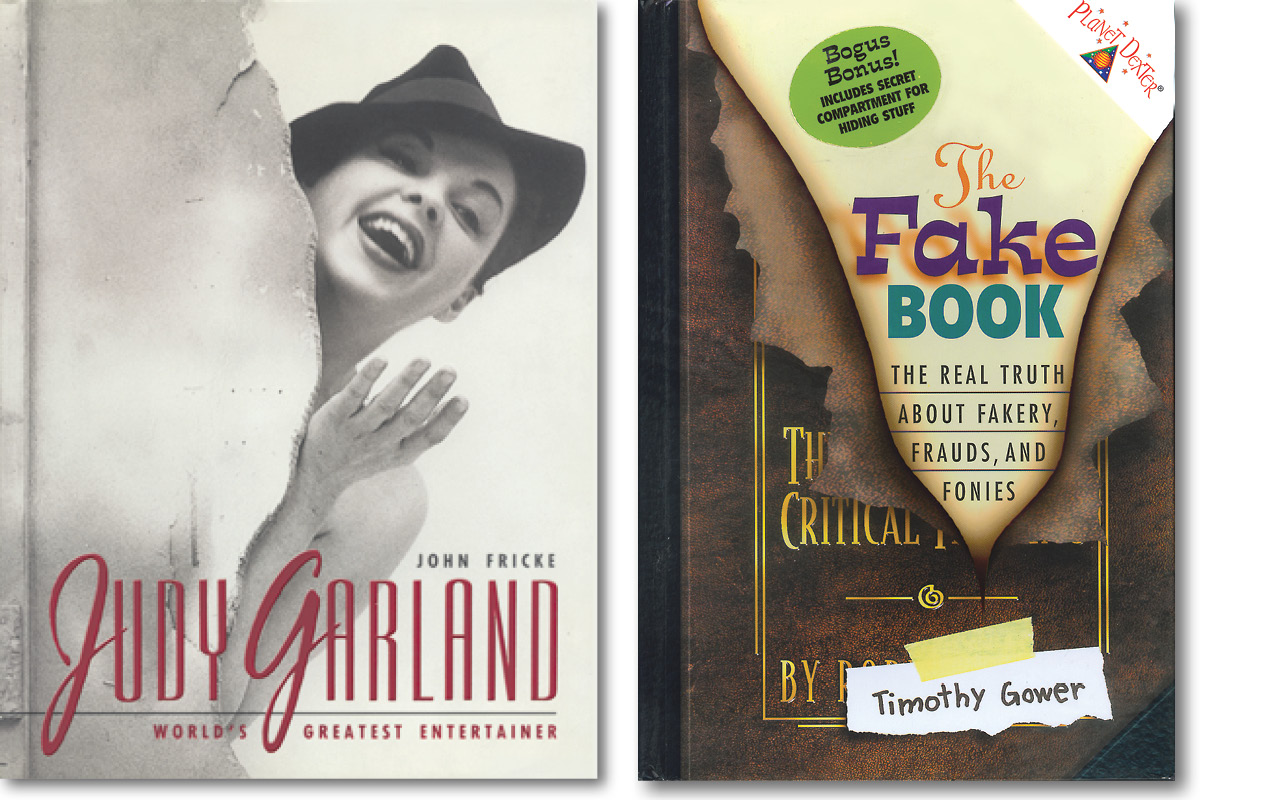 JOHN FRICKE
JUDY GARLAND
WORLD'S GREATEST ENTERTAINER
PLANET DEXTER®
Bogus
Bonus!
INCLUDES SECRET
COMPARTMENT FOR
HIDING STUFF
The
Fake
BOOK
THE REAL TRUTH
ABOUT FAKERY,
FRAUDS, AND
FONIES
CRITICAL
BY
Timothy Gower